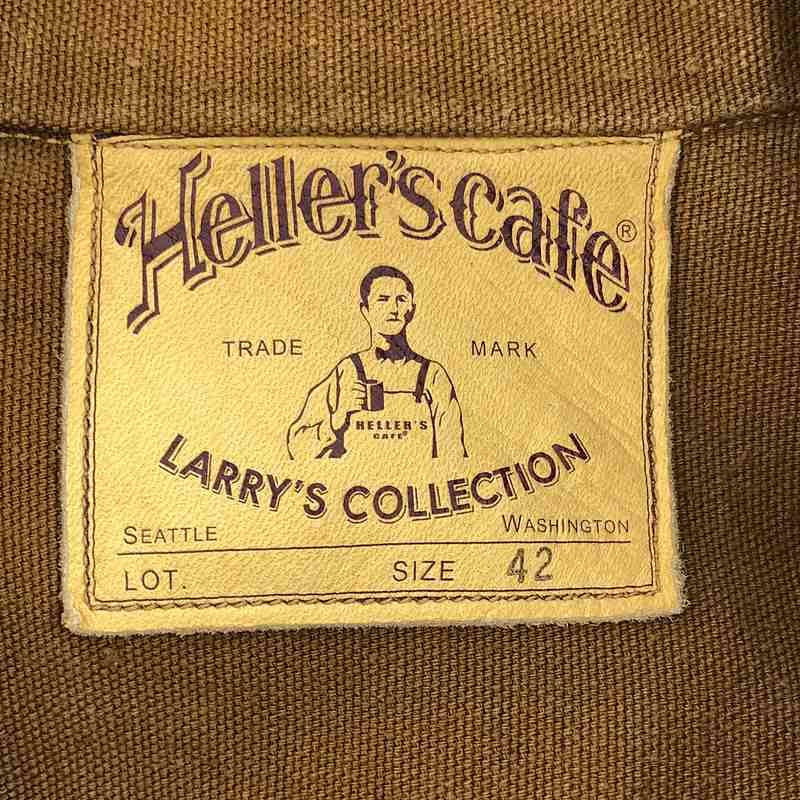 Heller's Cafe®
TRADE MARK
HELLER'S
CAFE®
LARRY'S COLLECTION
SEATTLE WASHINGTON
LOT. SIZE 42